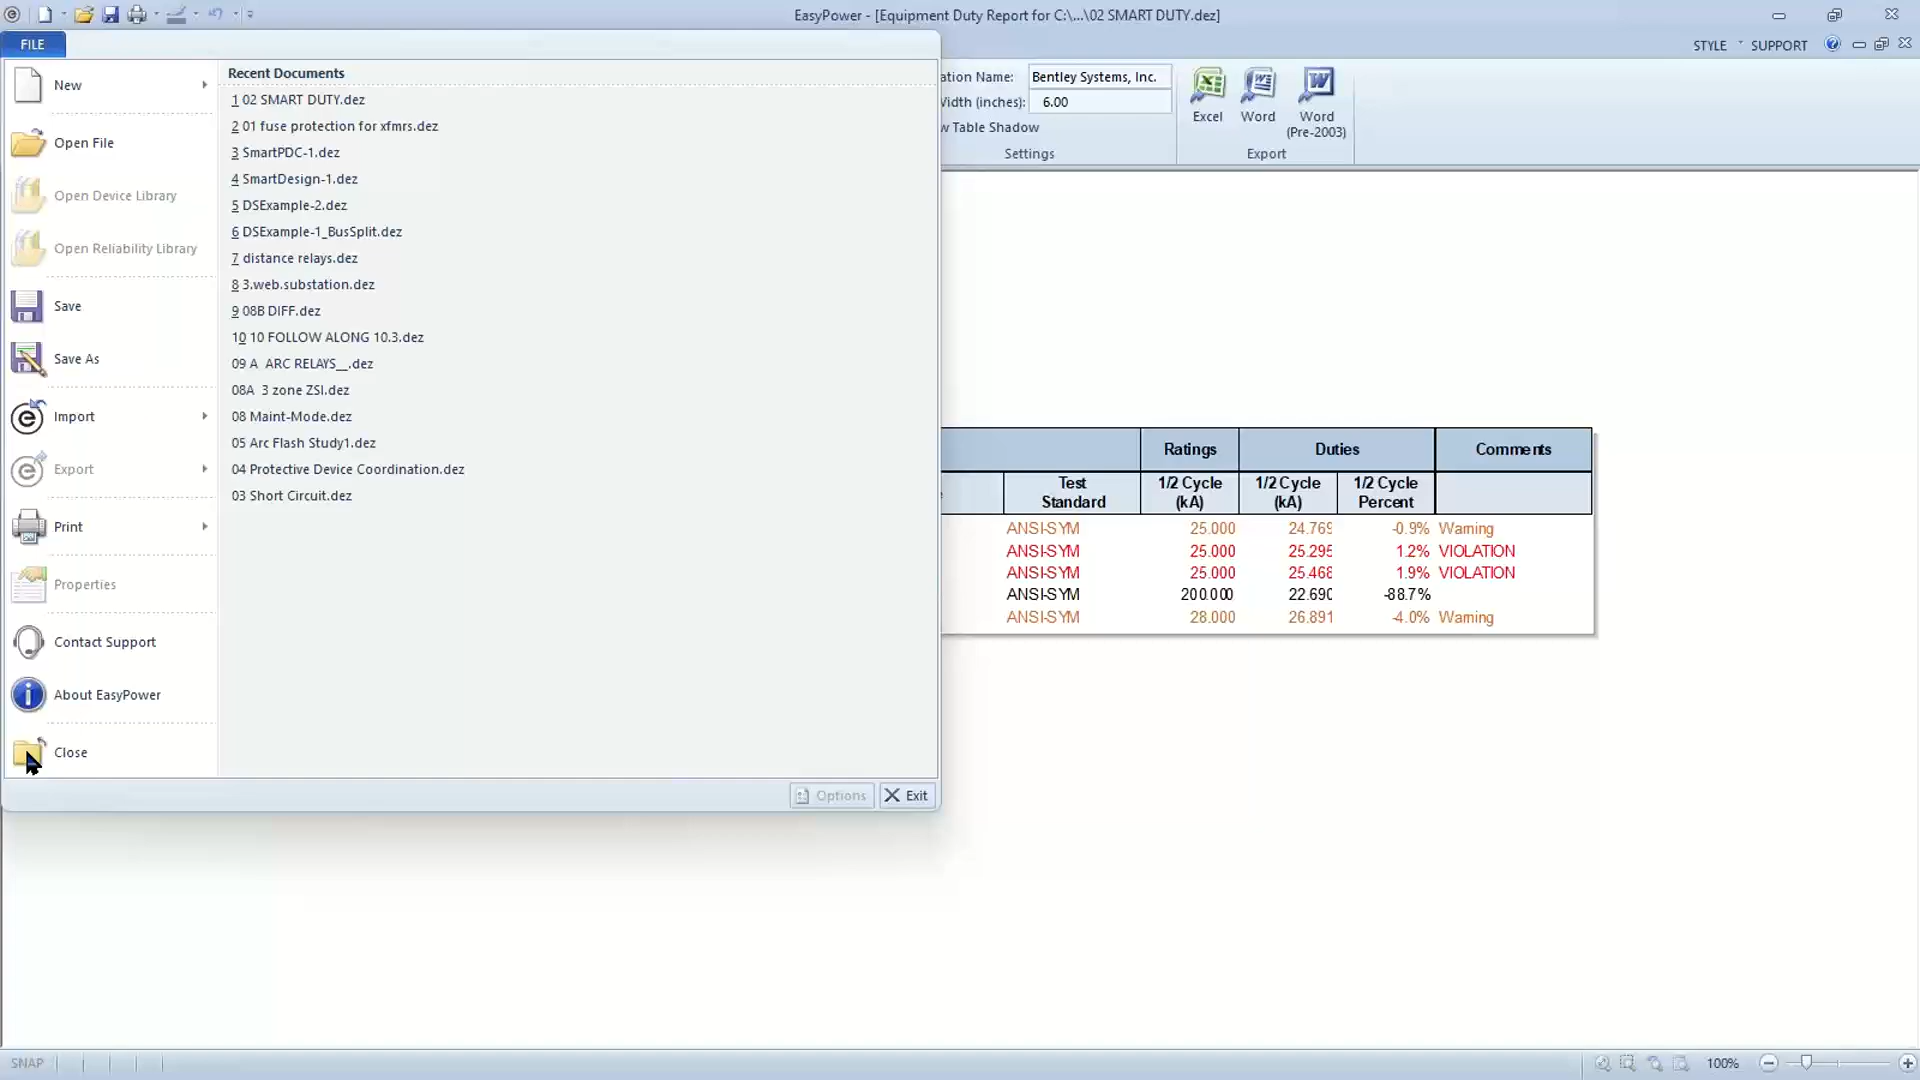 EasyPower - [Equipment Duty Report for C:\...\02 SMART DUTY.dez]
FILE
STYLE SUPPORT
New
Open File
Open Device Library
Open Reliability Library
Save
Save As
Import
Export
Print
Properties
Contact Support
About EasyPower
Close
Recent Documents
1 02 SMART DUTY.dez
2 01 fuse protection for xfmrs.dez
3 SmartPDC-1.dez
4 SmartDesign-1.dez
5 DSExample-2.dez
6 DSExample-1_BusSplit.dez
7 distance relays.dez
8 3.web.substation.dez
9 08B DIFF.dez
10 10 FOLLOW ALONG 10.3.dez
09 A  ARC RELAYS__.dez
08A  3 zone ZSI.dez
08 Maint-Mode.dez
05 Arc Flash Study1.dez
04 Protective Device Coordination.dez
03 Short Circuit.dez
Options Exit
ation Name: Bentley Systems, Inc.
Width (inches): 6.00
w Table Shadow
Settings
Excel
Word
Word
(Pre-2003)
Export
Ratings Duties Comments
Test Standard 1/2 Cycle (kA) 1/2 Cycle (kA) 1/2 Cycle Percent
ANSI-SYM 25.000 24.769 -0.9% Warning
ANSI-SYM 25.000 25.295 1.2% VIOLATION
ANSI-SYM 25.000 25.468 1.9% VIOLATION
ANSI-SYM 200.000 22.690 -88.7%
ANSI-SYM 28.000 26.891 -4.0% Warning
SNAP
100%